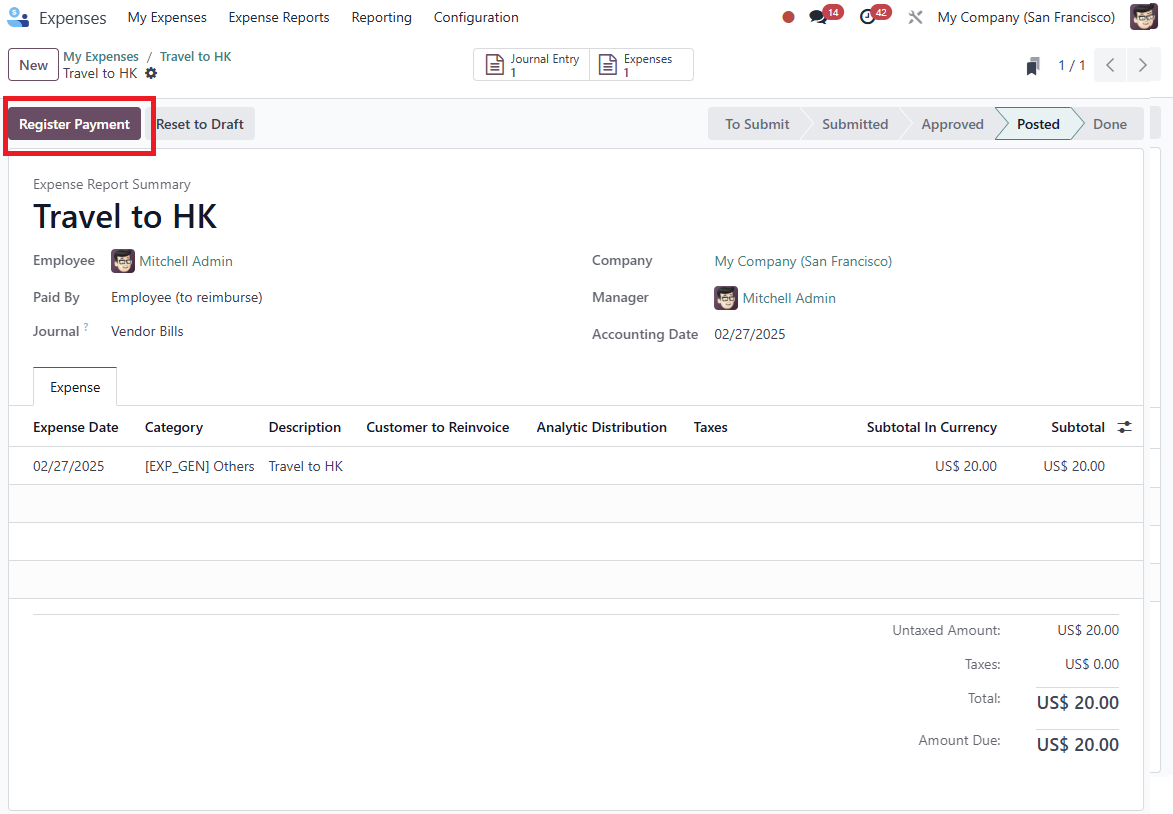 Expenses My Expenses Expense Reports Reporting Configuration 14 42 My Company (San Francisco)
New My Expenses / Travel to HK
Travel to HK
Journal Entry
1
Expenses
1
1 / 1
Register Payment Reset to Draft To Submit Submitted Approved Posted Done
Expense Report Summary
Travel to HK
Employee Mitchell Admin Company My Company (San Francisco)
Paid By Employee (to reimburse) Manager Mitchell Admin
Journal ? Vendor Bills Accounting Date 02/27/2025
Expense
Expense Date Category Description Customer to Reinvoice Analytic Distribution Taxes Subtotal In Currency Subtotal
02/27/2025 [EXP_GEN] Others Travel to HK US$ 20.00 US$ 20.00
Untaxed Amount: US$ 20.00
Taxes: US$ 0.00
Total: US$ 20.00
Amount Due: US$ 20.00